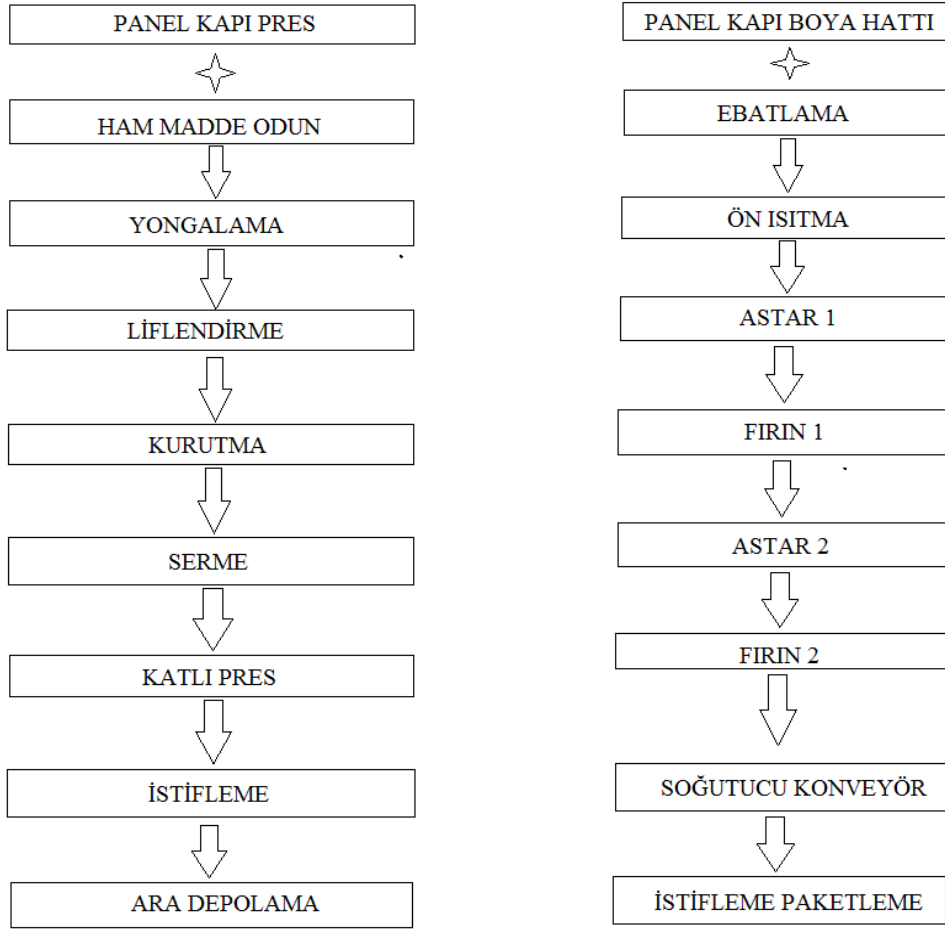 PANEL KAPI PRES
HAM MADDE ODUN
YONGALAMA
LİFLENDİRME
KURUTMA
SERME
KATLI PRES
İSTİFLEME
ARA DEPOLAMA
PANEL KAPI BOYA HATTI
EBATLAMA
ÖN ISITMA
ASTAR 1
FIRIN 1
ASTAR 2
FIRIN 2
SOĞUTUCU KONVEYÖR
İSTİFLEME PAKETLEME